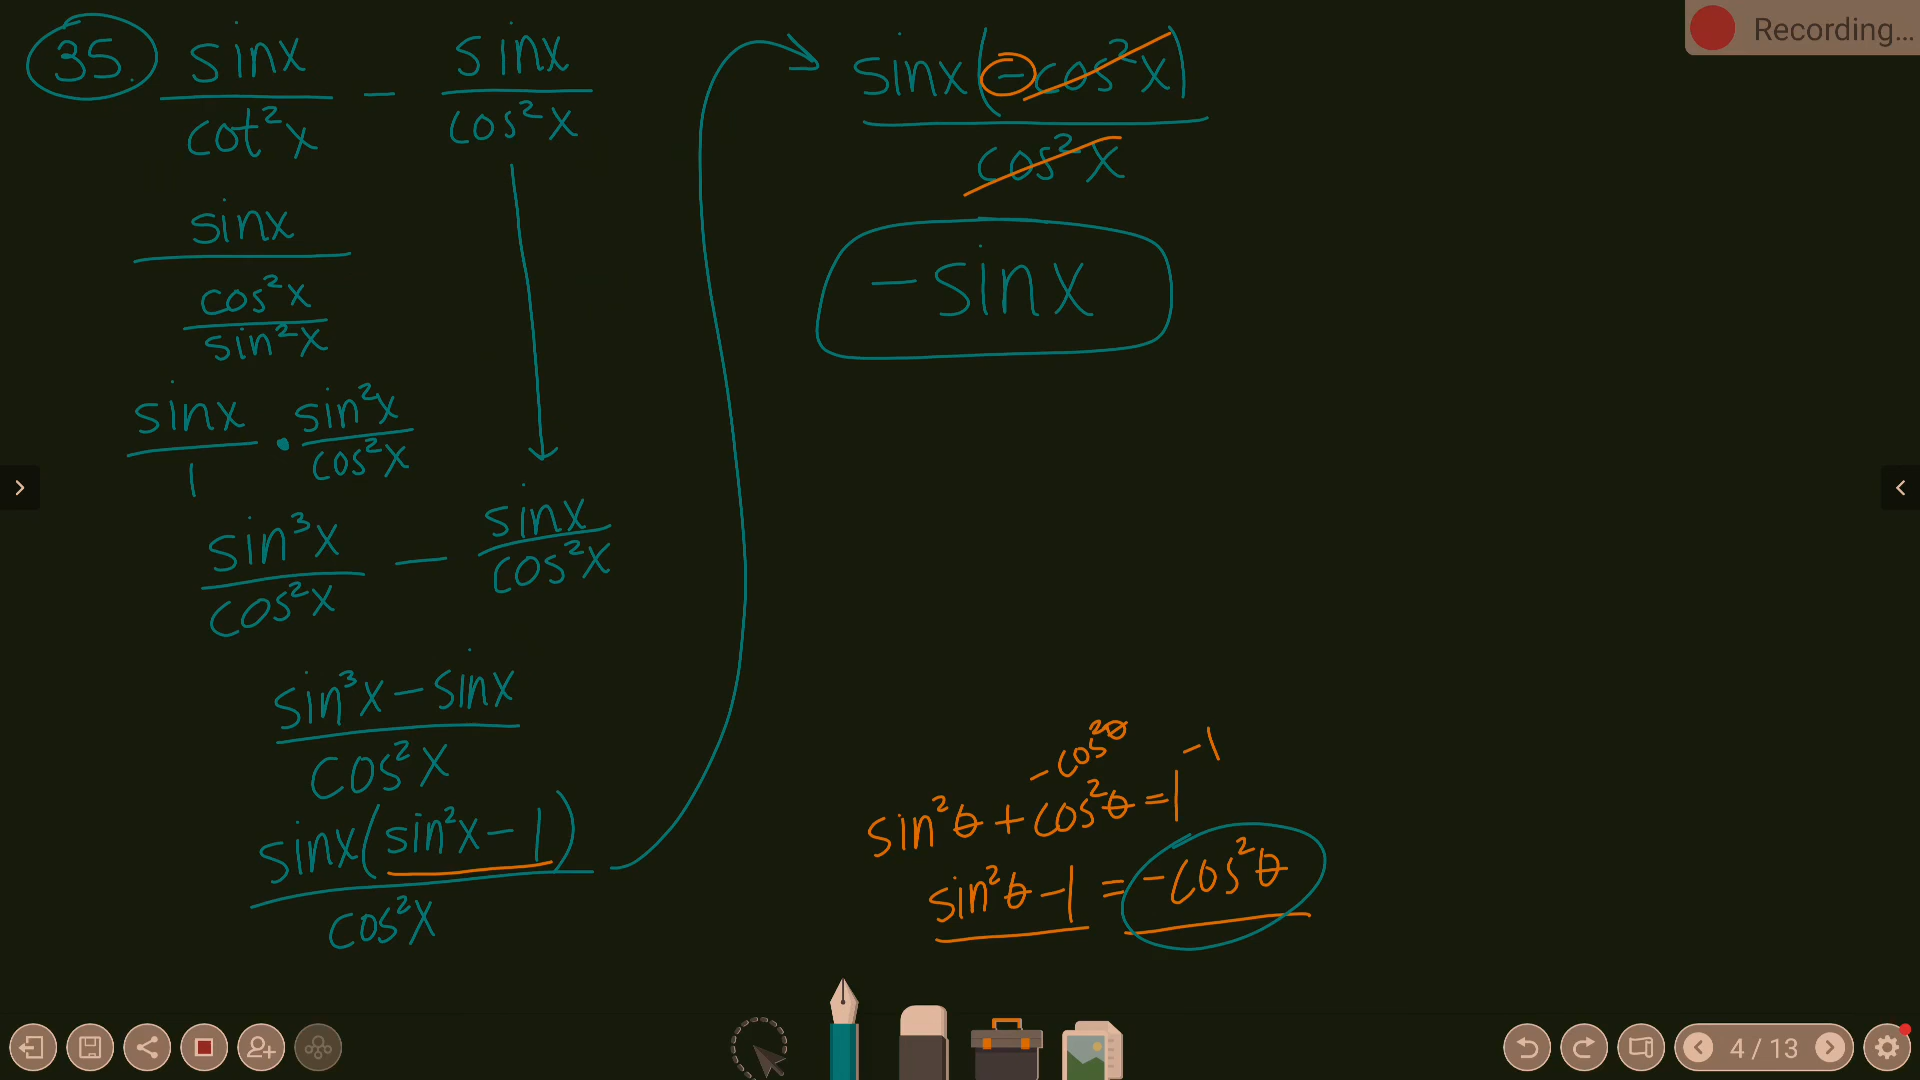 35. sinx/cot²x − sinx/cos²x
sinx/(cos²x/sin²x)
sinx/1 • sin²x/cos²x
sin³x/cos²x − sinx/cos²x
(sin³x − sinx)/cos²x
sinx(sin²x − 1)/cos²x
sinx(−cos²x)/cos²x
−sinx
−cos²θ −1
sin²θ + cos²θ = 1
sin²θ − 1 = −cos²θ
Recording...
4 / 13